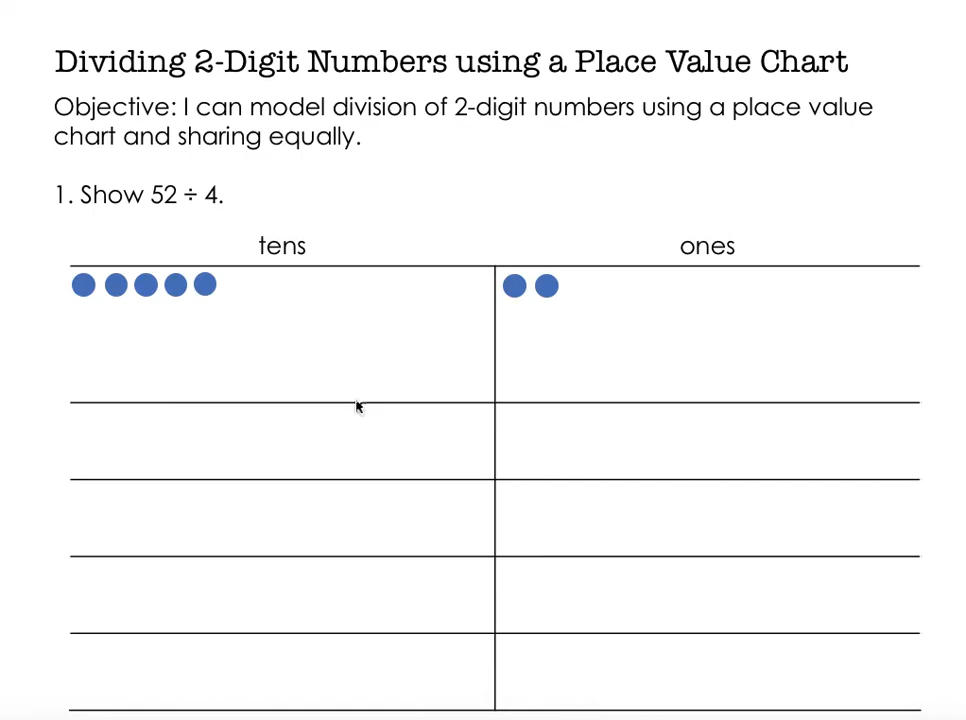 Dividing 2-Digit Numbers using a Place Value Chart
Objective: I can model division of 2-digit numbers using a place value
chart and sharing equally.
1. Show 52 ÷ 4.
tens ones